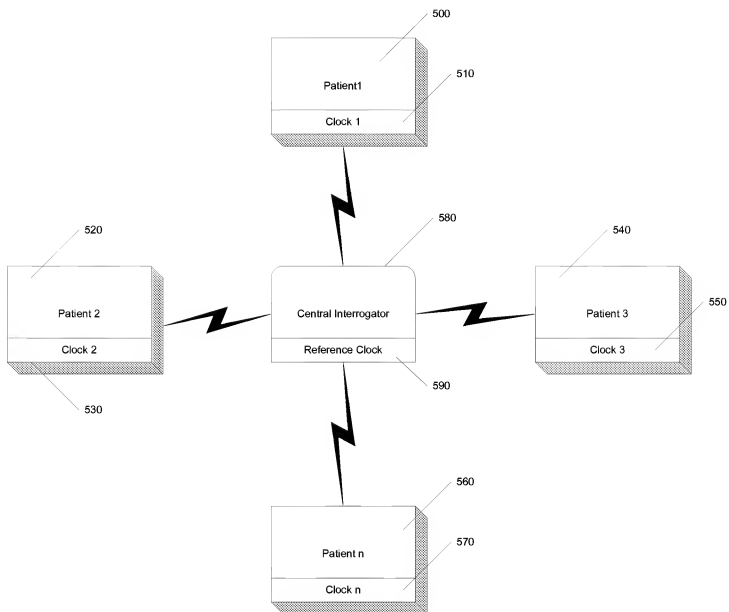 500
Patient1
510
Clock 1
580
520
540
Patient 2
Central Interrogator
Patient 3
550
Clock 2
Reference Clock
Clock 3
530
590
560
Patient n
570
Clock n